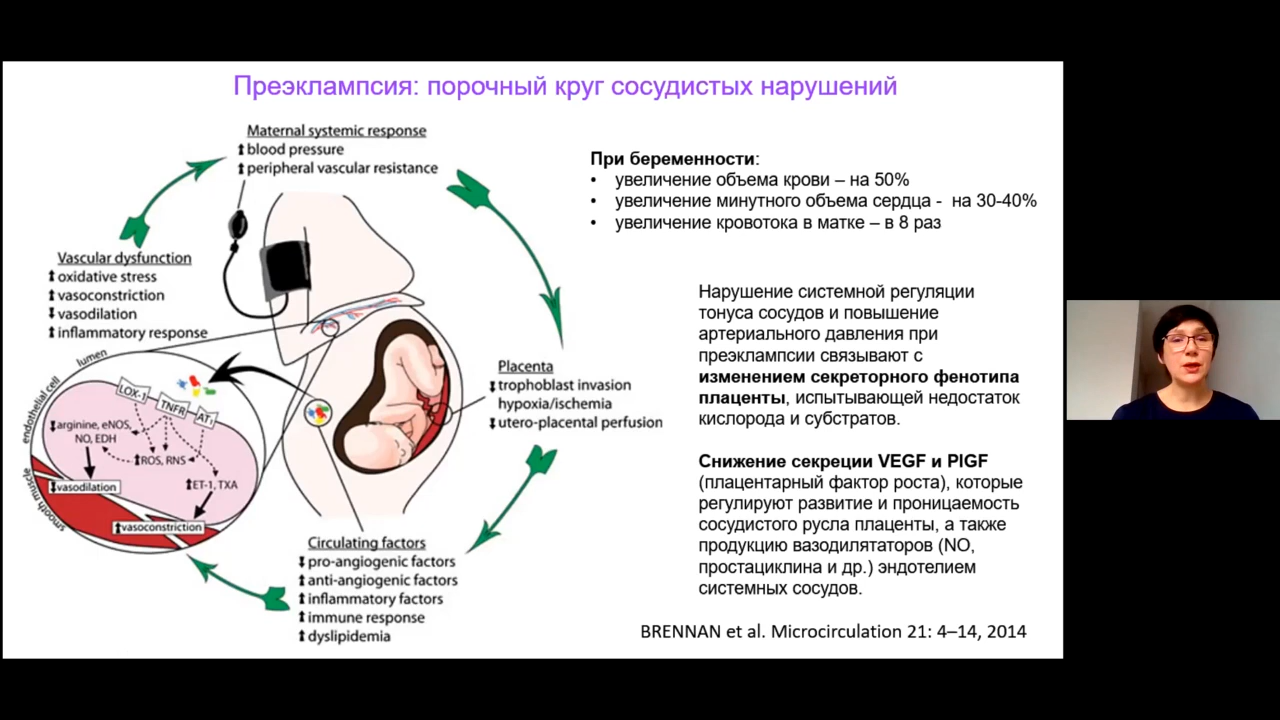 Преэклампсия: порочный круг сосудистых нарушений
Maternal systemic response
⬆blood pressure
⬆peripheral vascular resistance
Vascular dysfunction
⬆oxidative stress
⬆vasoconstriction
⬇vasodilation
⬆inflammatory response
lumen
endothelial cell
smooth muscle
LOX-1
TNFR
AT₁
⬇arginine, eNOS,
NO, EDH
⬆ROS, RNS
⬇vasodilation
⬆ET-1, TXA
⬆vasoconstriction
Placenta
⬇trophoblast invasion
hypoxia/ischemia
⬇utero-placental perfusion
Circulating factors
⬇pro-angiogenic factors
⬆anti-angiogenic factors
⬆inflammatory factors
⬆immune response
⬆dyslipidemia
При беременности:
• увеличение объема крови – на 50%
• увеличение минутного объема сердца - на 30-40%
• увеличение кровотока в матке – в 8 раз
Нарушение системной регуляции
тонуса сосудов и повышение
артериального давления при
преэклампсии связывают с
изменением секреторного фенотипа
плаценты, испытывающей недостаток
кислорода и субстратов.
Снижение секреции VEGF и PlGF
(плацентарный фактор роста), которые
регулируют развитие и проницаемость
сосудистого русла плаценты, а также
продукцию вазодилятаторов (NO,
простациклина и др.) эндотелием
системных сосудов.
BRENNAN et al. Microcirculation 21: 4–14, 2014